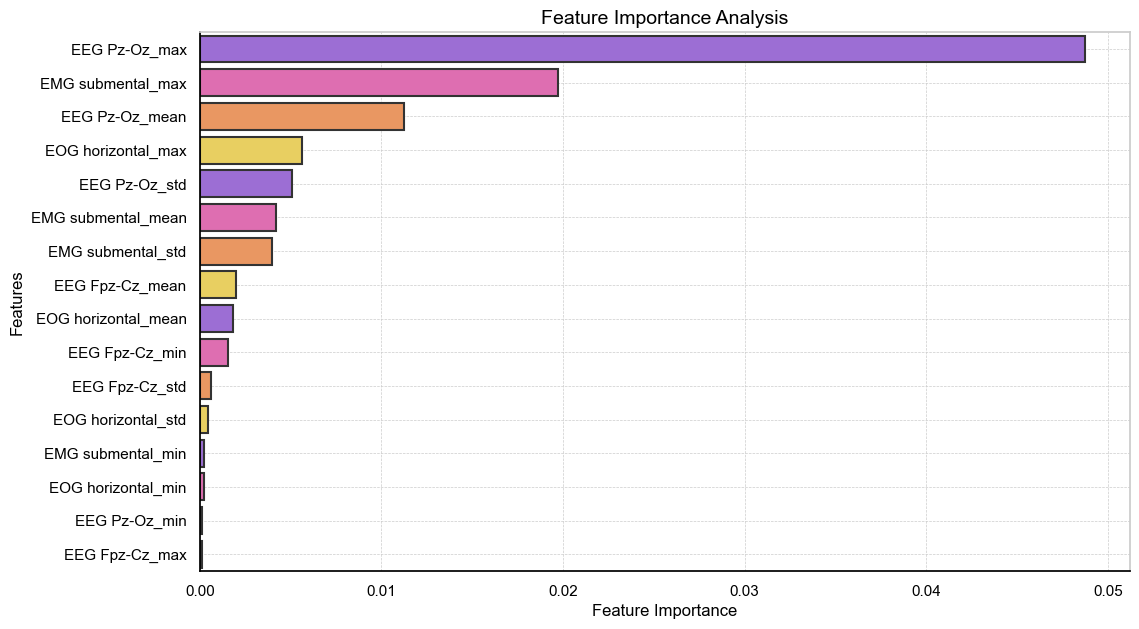 Feature Importance Analysis
EEG Pz-Oz_max
EMG submental_max
EEG Pz-Oz_mean
EOG horizontal_max
EEG Pz-Oz_std
EMG submental_mean
EMG submental_std
EEG Fpz-Cz_mean
EOG horizontal_mean
EEG Fpz-Cz_min
EEG Fpz-Cz_std
EOG horizontal_std
EMG submental_min
EOG horizontal_min
EEG Pz-Oz_min
EEG Fpz-Cz_max
Features
0.00 0.01 0.02 0.03 0.04 0.05
Feature Importance